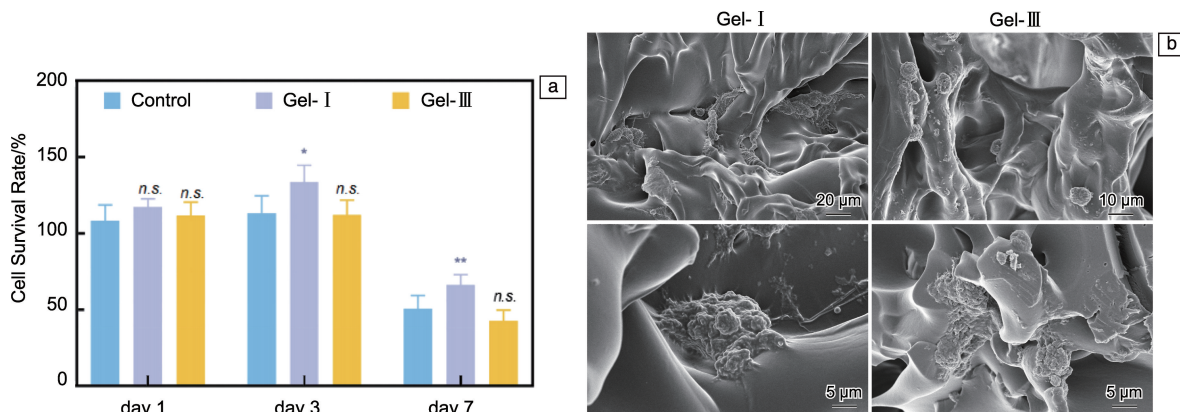 a
200
Control
Gel-Ⅰ
Gel-Ⅲ
150
100
50
0
Cell Survival Rate/%
n.s.
n.s.
*
n.s.
**
n.s.
day 1
day 3
day 7
Gel-Ⅰ
Gel-Ⅲ
b
20 μm
10 μm
5 μm
5 μm